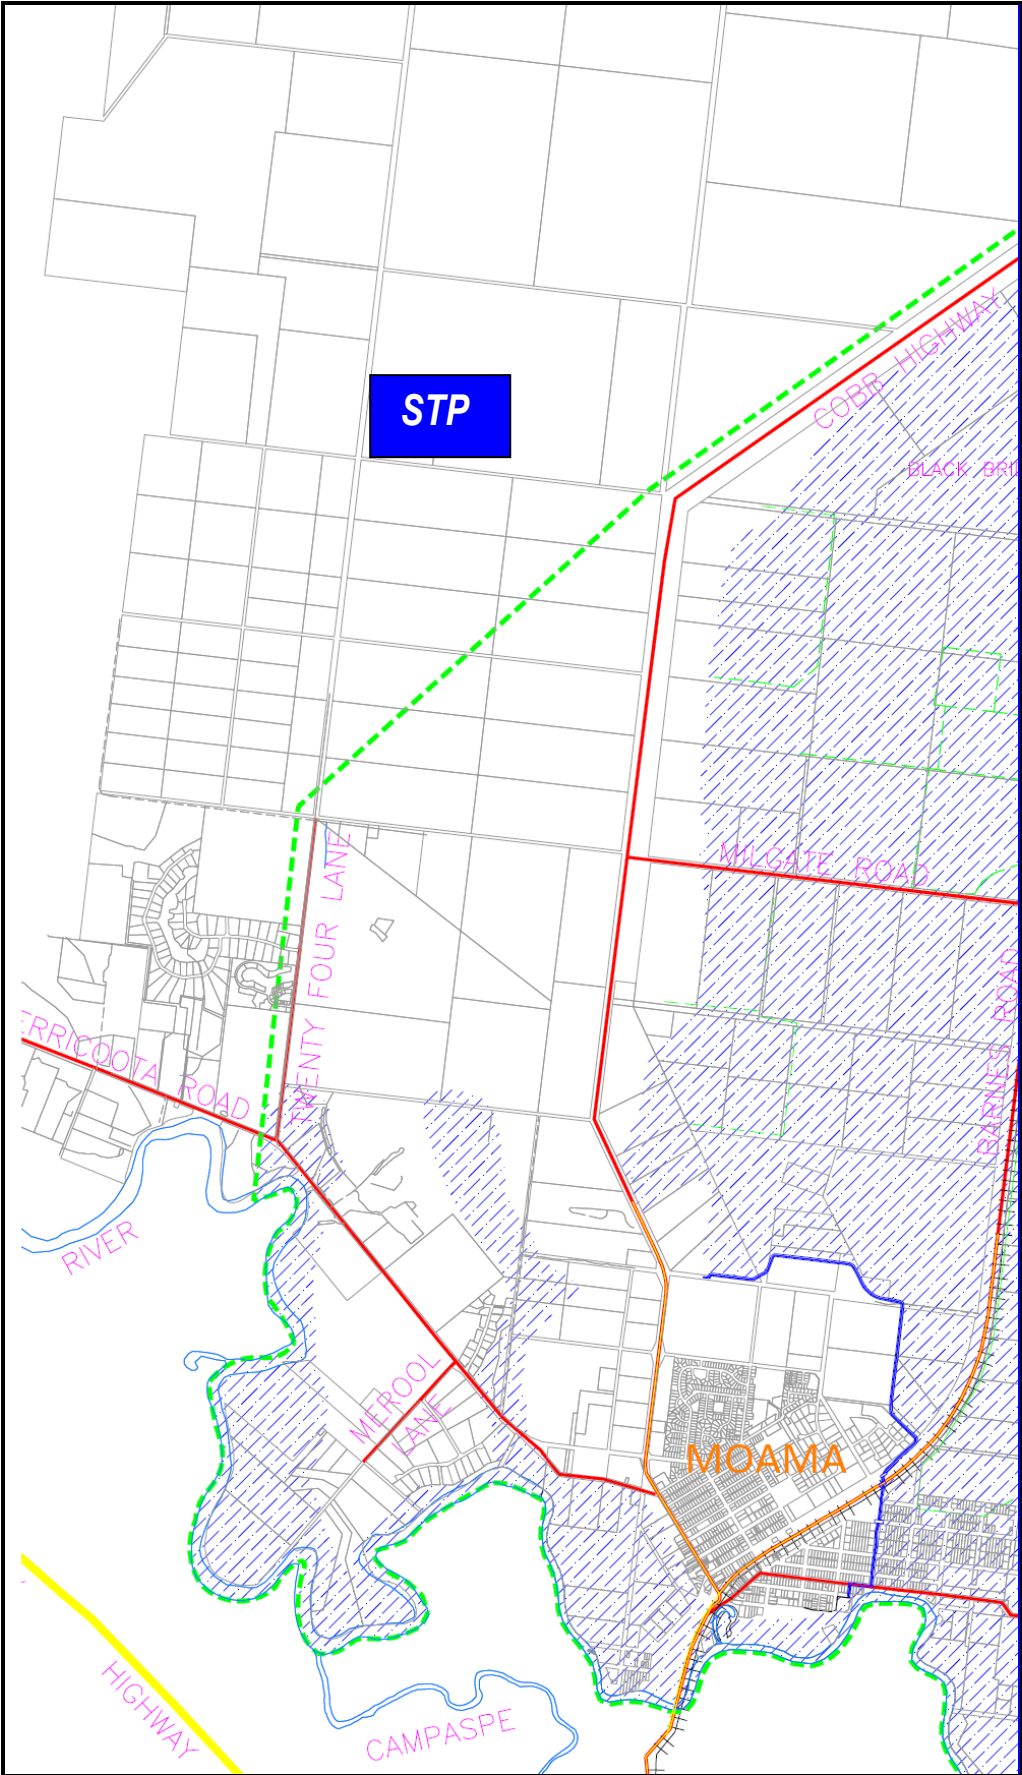 COBB HIGHWAY
STP
BLACK BRI
MILGATE ROAD
TWENTY FOUR LANE
BARNES ROAD
ERRICOOTA ROAD
RIVER
MEROOL
LANE
MOAMA
HIGHWAY
CAMPASPE